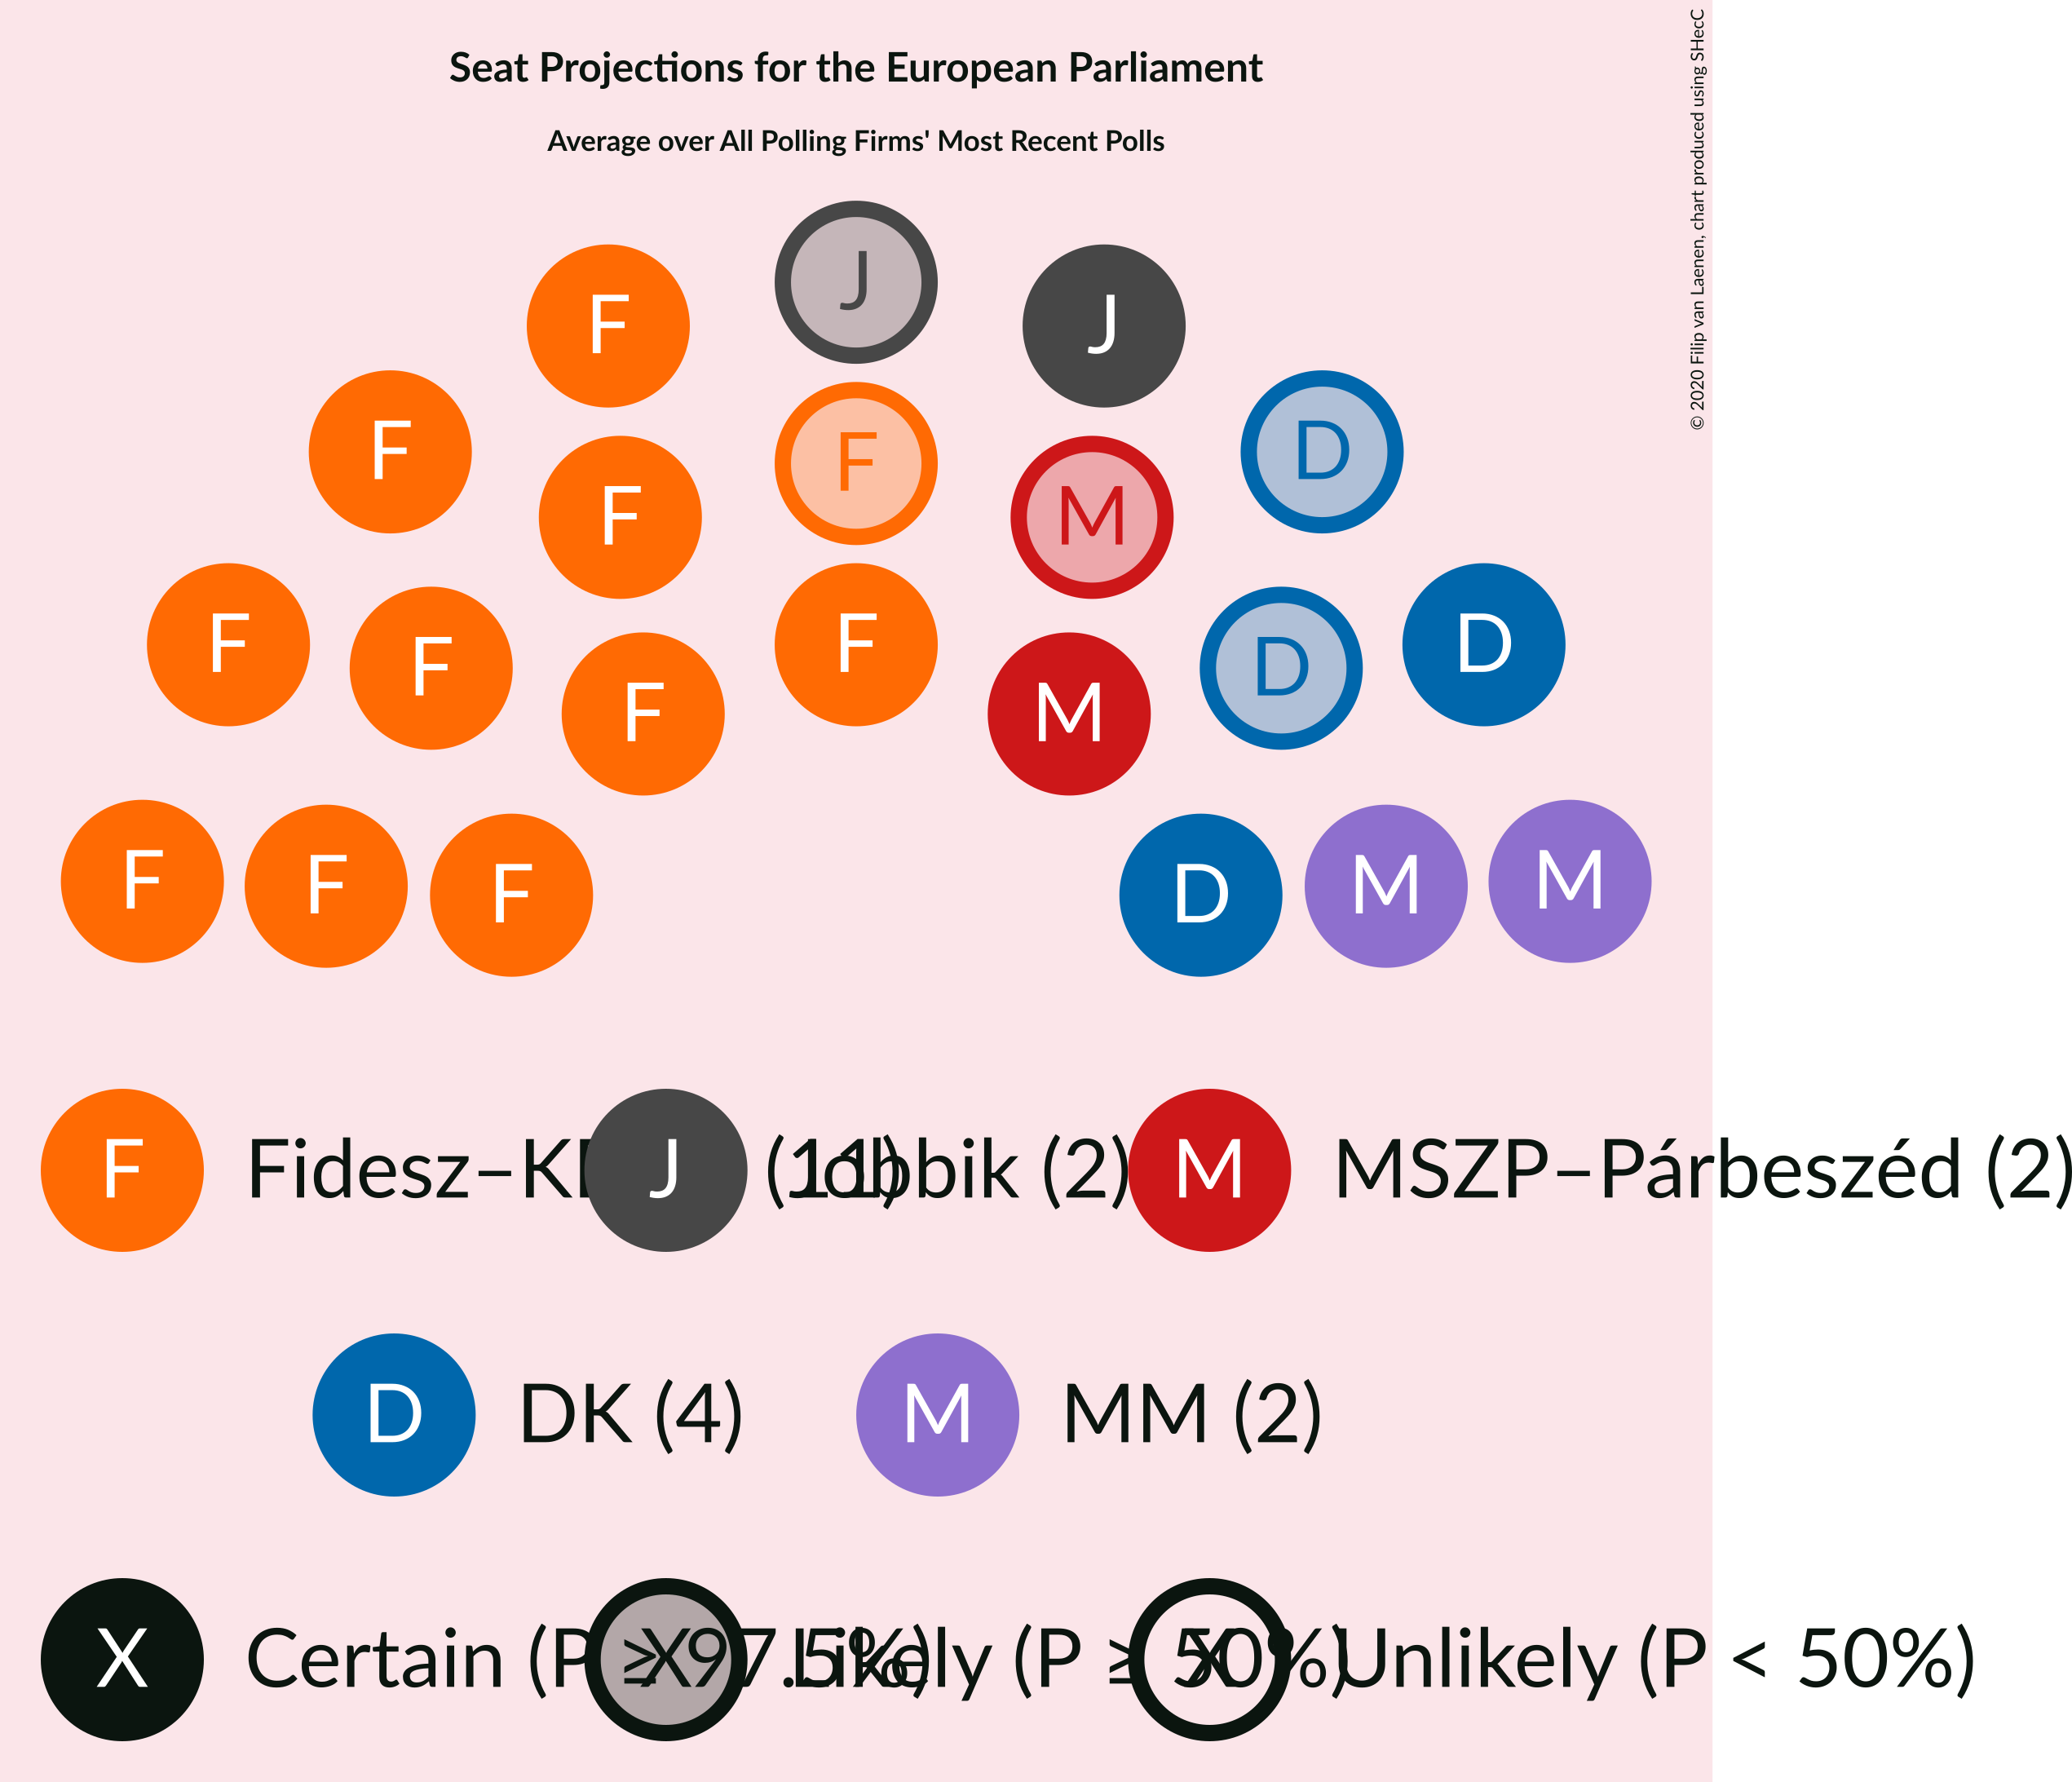 Seat Projections for the European Parliament
Average over All Polling Firms' Most Recent Polls
© 2020 Filip van Laenen, chart produced using SHecC
J
F J
F D
F
F M
F F D
F F D
F M
F F M
F D M
F Fidesz–K (11) J Jobbik (2) M MSZP–Párbeszéd (2)
D DK (4) M MM (2)
X Certain (P ≥ 97.5%) X Likely (P ≥ 50% X Unlikely (P < 50%)